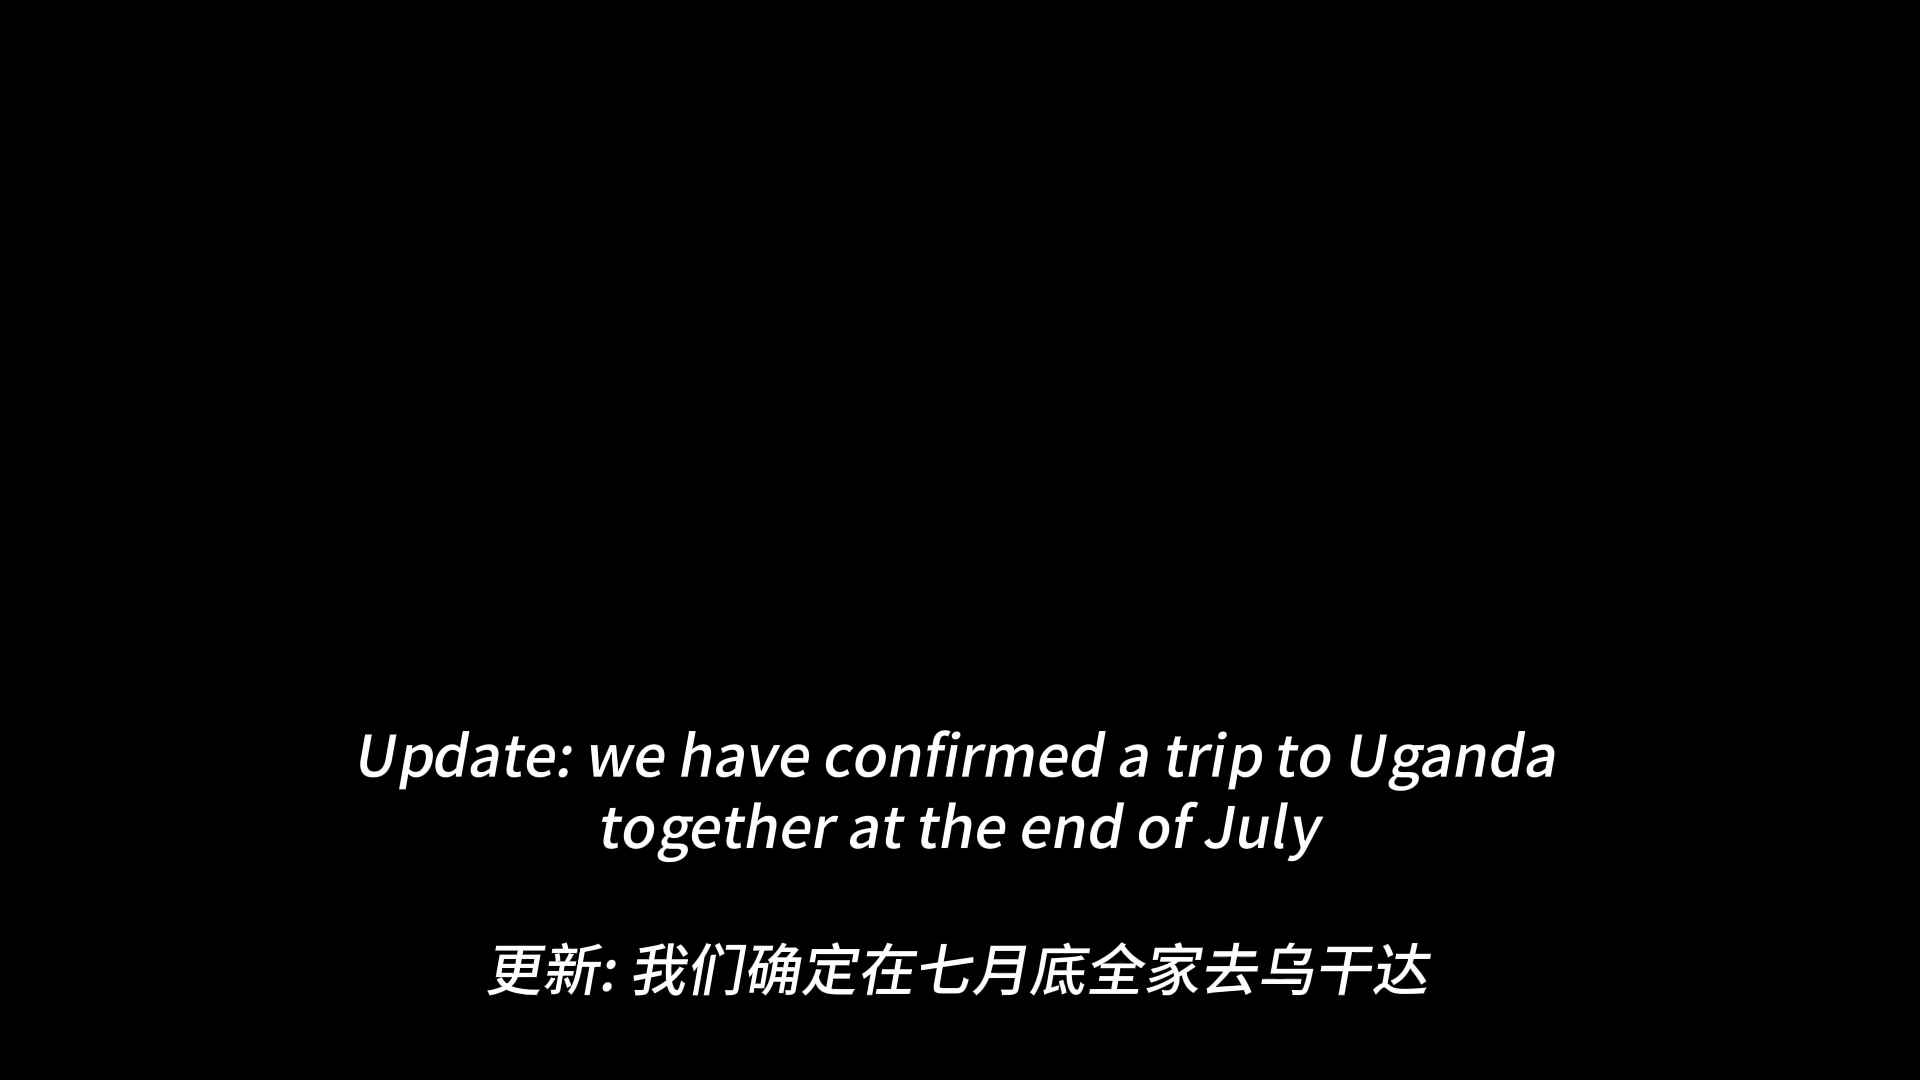 Update: we have confirmed a trip to Uganda
together at the end of July
更新: 我们确定在七月底全家去乌干达